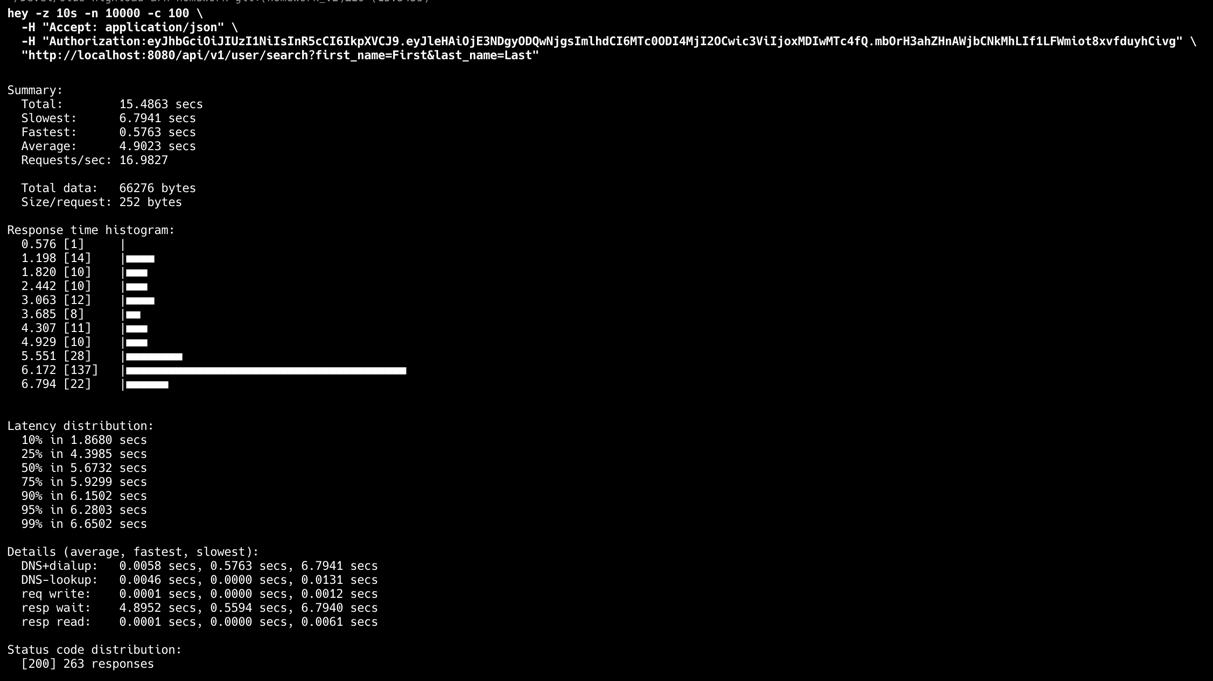 hey -z 10s -n 10000 -c 100 \
-H "Accept: application/json" \
-H "Authorization:eyJhbGciOiJIUzI1NiIsInR5cCI6IkpXVCJ9.eyJleHAiOjE3NDgyODQwNjgsImlhdCI6MTc0ODI4MjI2OCwic3ViIjoxMDIwMTc4fQ.mbOrH3ahZHnAWjbCNkMhLIf1LFWmiot8xvfduyhCivg" \
"http://localhost:8080/api/v1/user/search?first_name=First&last_name=Last"
Summary:
Total: 15.4863 secs
Slowest: 6.7941 secs
Fastest: 0.5763 secs
Average: 4.9023 secs
Requests/sec: 16.9827
Total data: 66276 bytes
Size/request: 252 bytes
Response time histogram:
0.576 [1] |
1.198 [14] |■■■■
1.820 [10] |■■■
2.442 [10] |■■■
3.063 [12] |■■■■
3.685 [8] |■■
4.307 [11] |■■■
4.929 [10] |■■■
5.551 [28] |■■■■■■■■
6.172 [137] |■■■■■■■■■■■■■■■■■■■■■■■■■■■■■■■■■■■■■■■■
6.794 [22] |■■■■■■
Latency distribution:
10% in 1.8680 secs
25% in 4.3985 secs
50% in 5.6732 secs
75% in 5.9299 secs
90% in 6.1502 secs
95% in 6.2803 secs
99% in 6.6502 secs
Details (average, fastest, slowest):
DNS+dialup: 0.0058 secs, 0.5763 secs, 6.7941 secs
DNS-lookup: 0.0046 secs, 0.0000 secs, 0.0131 secs
req write: 0.0001 secs, 0.0000 secs, 0.0012 secs
resp wait: 4.8952 secs, 0.5594 secs, 6.7940 secs
resp read: 0.0001 secs, 0.0000 secs, 0.0061 secs
Status code distribution:
[200] 263 responses